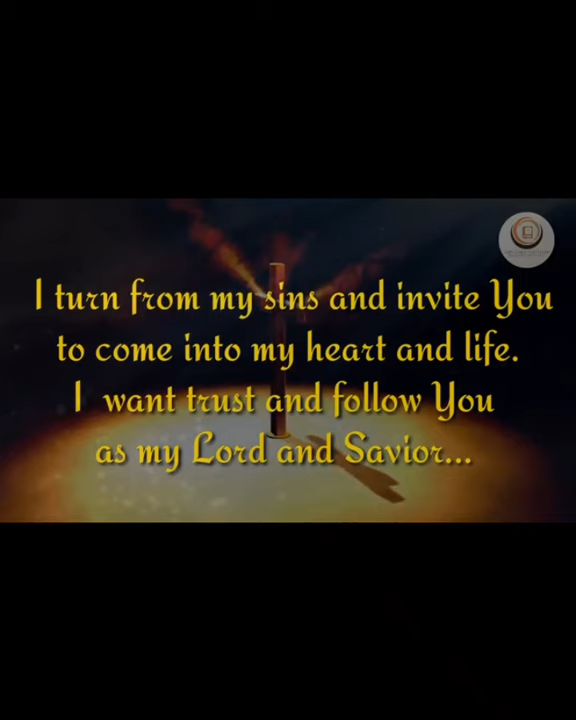 I turn from my sins and invite You
to come into my heart and life.
I want trust and follow You
as my Lord and Savior...